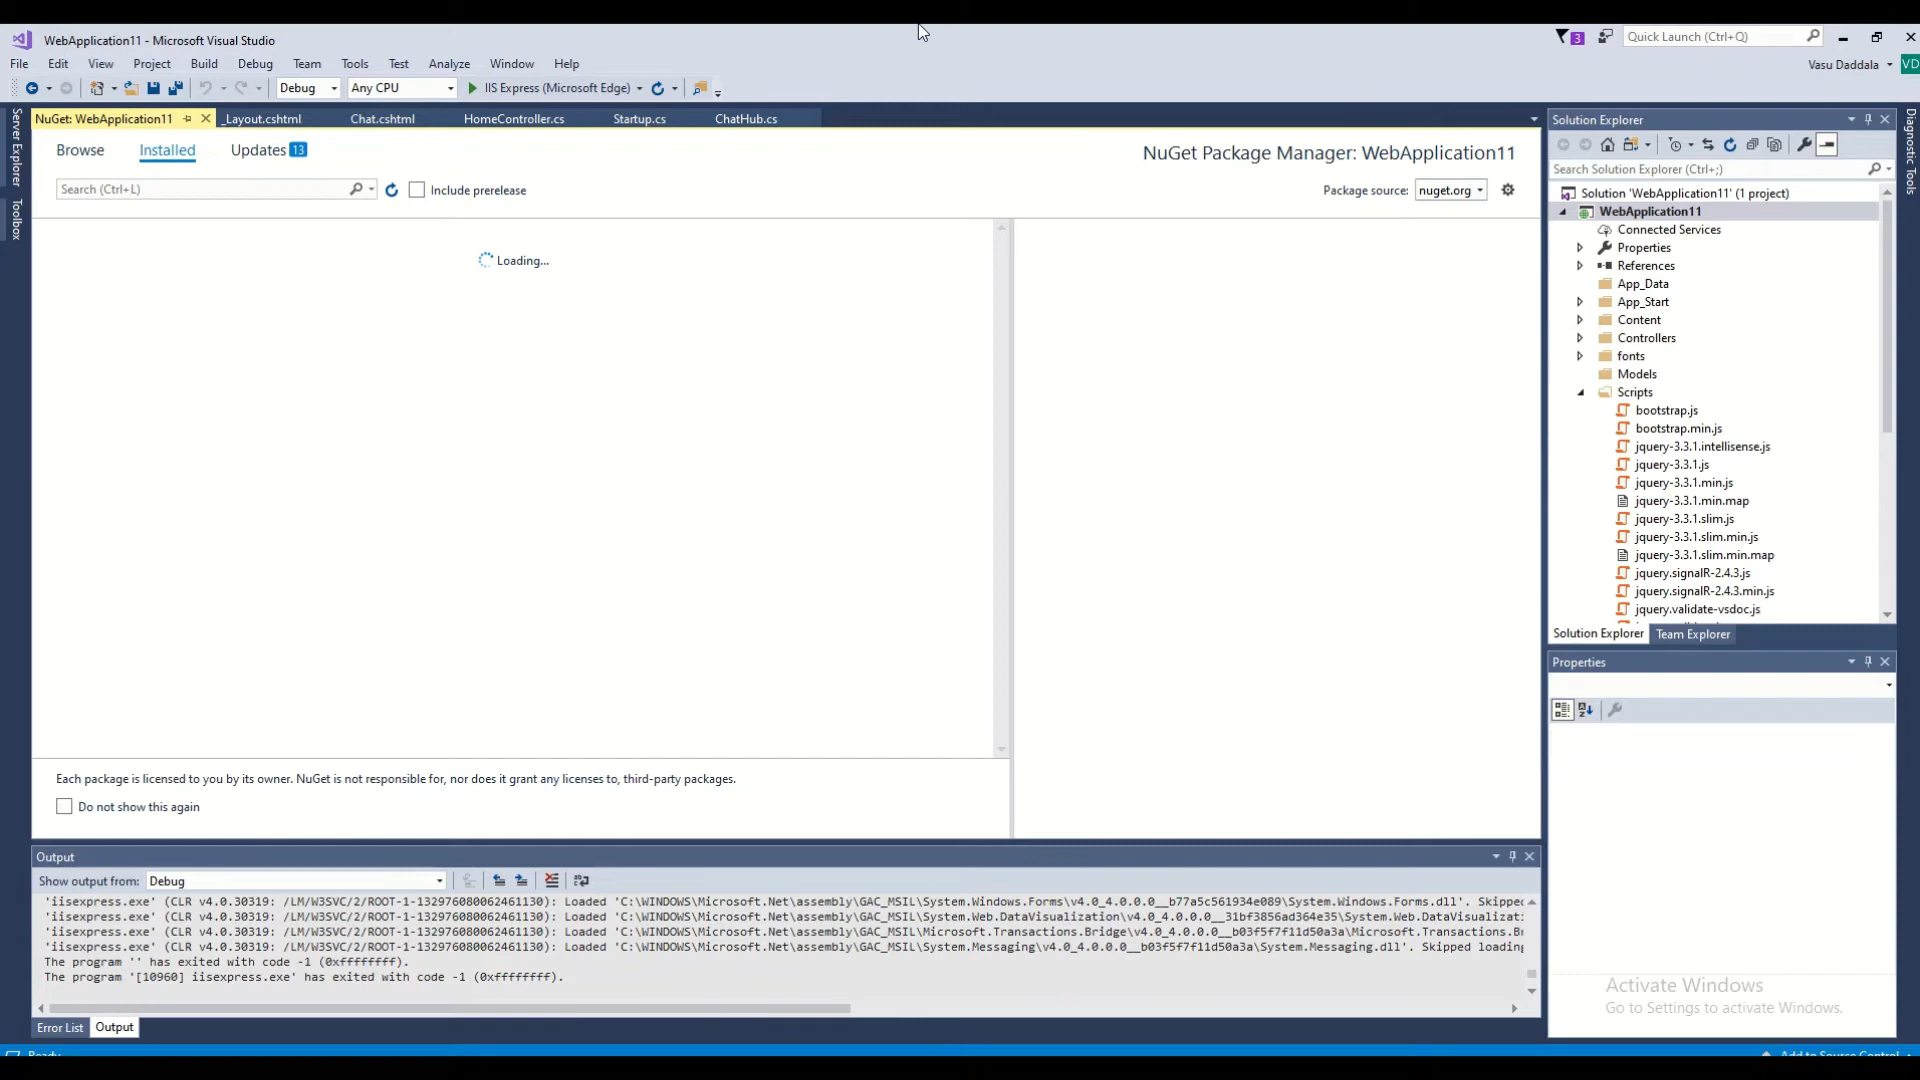 WebApplication11 - Microsoft Visual Studio
3
Quick Launch (Ctrl+Q)
File Edit View Project Build Debug Team Tools Test Analyze Window Help
Vasu Daddala
VD
Debug
Any CPU
IIS Express (Microsoft Edge)
Server Explorer
Toolbox
NuGet: WebApplication11
_Layout.cshtml
Chat.cshtml
HomeController.cs
Startup.cs
ChatHub.cs
Browse
Installed
Updates 13
NuGet Package Manager: WebApplication11
Search (Ctrl+L)
Include prerelease
Package source: nuget.org
Loading...
Each package is licensed to you by its owner. NuGet is not responsible for, nor does it grant any licenses to, third-party packages.
Do not show this again
Output
Show output from: Debug
'iisexpress.exe' (CLR v4.0.30319: /LM/W3SVC/2/ROOT-1-132976080062461130): Loaded 'C:\WINDOWS\Microsoft.Net\assembly\GAC_MSIL\System.Windows.Forms\v4.0_4.0.0.0__b77a5c561934e089\System.Windows.Forms.dll'. Skipped
'iisexpress.exe' (CLR v4.0.30319: /LM/W3SVC/2/ROOT-1-132976080062461130): Loaded 'C:\WINDOWS\Microsoft.Net\assembly\GAC_MSIL\System.Web.DataVisualization\v4.0_4.0.0.0__31bf3856ad364e35\System.Web.DataVisualizati
'iisexpress.exe' (CLR v4.0.30319: /LM/W3SVC/2/ROOT-1-132976080062461130): Loaded 'C:\WINDOWS\Microsoft.Net\assembly\GAC_MSIL\Microsoft.Transactions.Bridge\v4.0_4.0.0.0__b03f5f7f11d50a3a\Microsoft.Transactions.Br
'iisexpress.exe' (CLR v4.0.30319: /LM/W3SVC/2/ROOT-1-132976080062461130): Loaded 'C:\WINDOWS\Microsoft.Net\assembly\GAC_MSIL\System.Messaging\v4.0_4.0.0.0__b03f5f7f11d50a3a\System.Messaging.dll'. Skipped loading
The program '' has exited with code -1 (0xffffffff).
The program '[10960] iisexpress.exe' has exited with code -1 (0xffffffff).
Error List
Output
Solution Explorer
Search Solution Explorer (Ctrl+;)
Solution 'WebApplication11' (1 project)
WebApplication11
Connected Services
Properties
References
App_Data
App_Start
Content
Controllers
fonts
Models
Scripts
bootstrap.js
bootstrap.min.js
jquery-3.3.1.intellisense.js
jquery-3.3.1.js
jquery-3.3.1.min.js
jquery-3.3.1.min.map
jquery-3.3.1.slim.js
jquery-3.3.1.slim.min.js
jquery-3.3.1.slim.min.map
jquery.signalR-2.4.3.js
jquery.signalR-2.4.3.min.js
jquery.validate-vsdoc.js
Solution Explorer
Team Explorer
Properties
Diagnostic Tools
Activate Windows
Go to Settings to activate Windows.
Ready
Add to Source Control